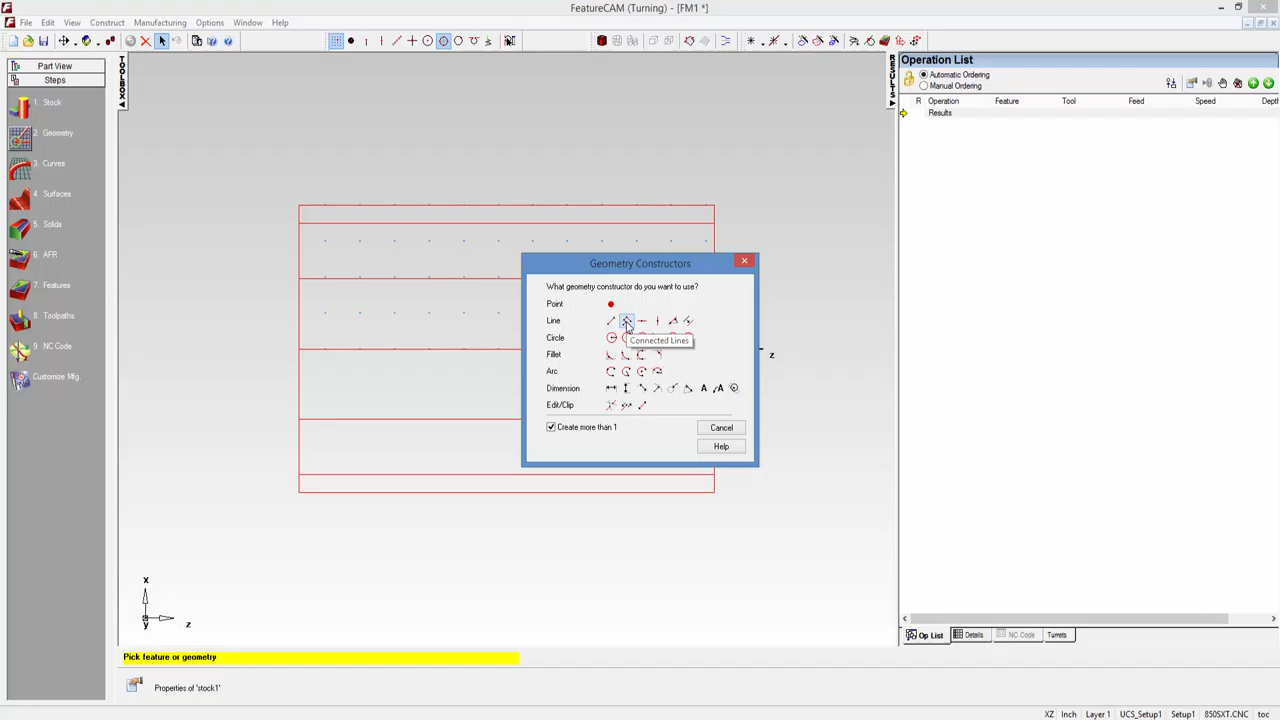 FeatureCAM (Turning) - [FM1 *]
File Edit View Construct Manufacturing Options Window Help
Part View
Steps
1. Stock
2. Geometry
3. Curves
4. Surfaces
5. Solids
6. AFR
7. Features
8. Toolpaths
9. NC Code
Customize Mfg.
TOOLBOX
RESULTS
Operation List
Automatic Ordering
Manual Ordering
R Operation Feature Tool Feed Speed Depth
Results
Geometry Constructors
What geometry constructor do you want to use?
Point
Line
Connected Lines
Circle
Fillet
Arc
Dimension
A A
Edit/Clip
Create more than 1
Cancel
Help
z
x
y
z
Op List Details NC Code Turrets
Pick feature or geometry
Properties of 'stock1'
XZ Inch Layer 1 UCS_Setup1 Setup1 850SXT.CNC toc